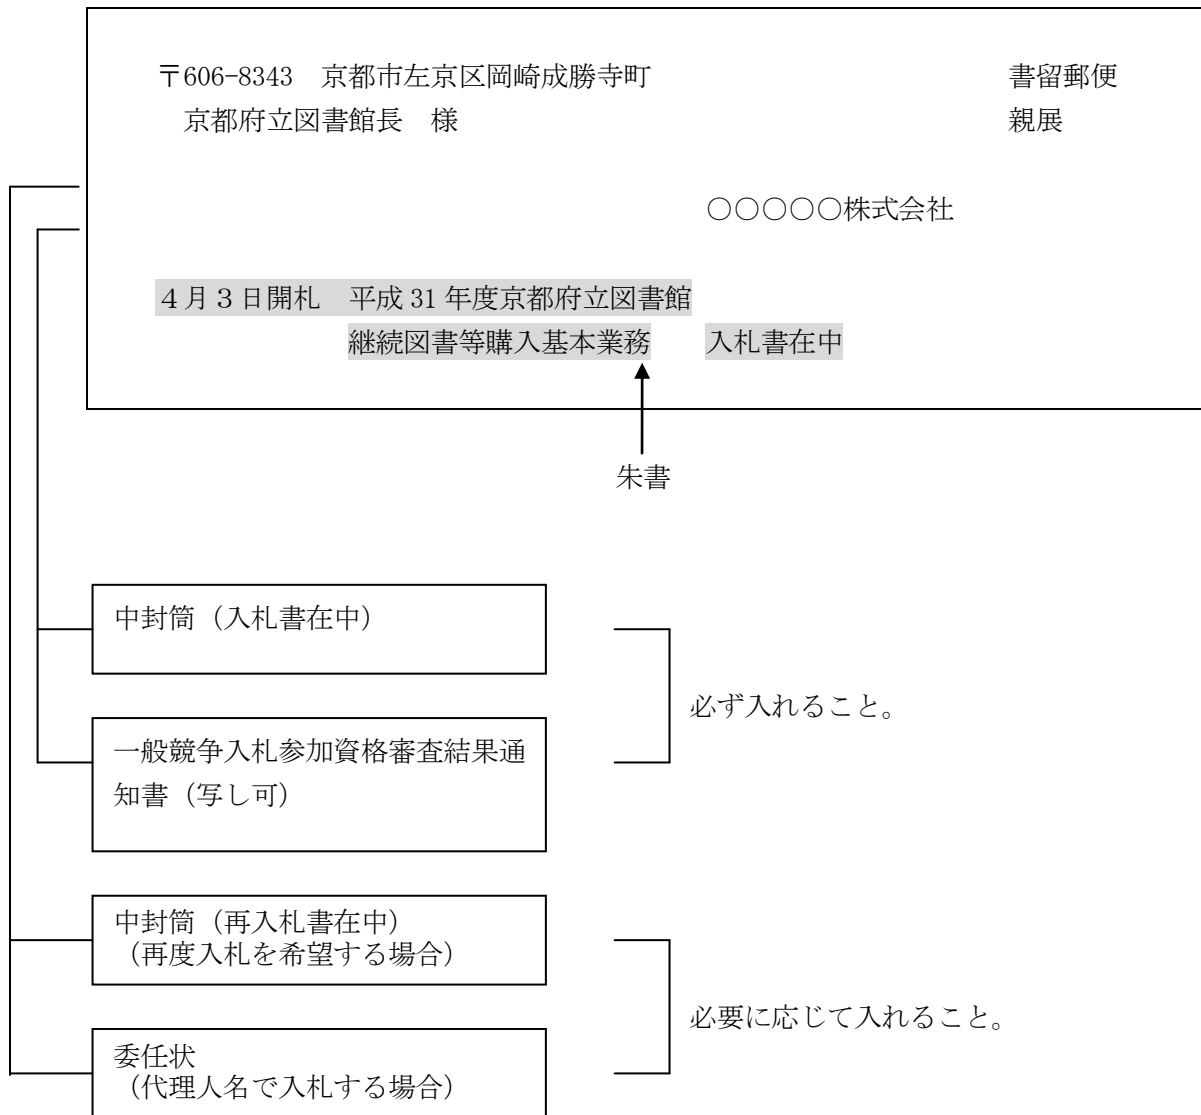 〒606-8343　京都市左京区岡崎成勝寺町　書留郵便
京都府立図書館長　様　親展
○○○○○株式会社
４月３日開札　平成 31 年度京都府立図書館
継続図書等購入基本業務　入札書在中
朱書
中封筒（入札書在中）
必ず入れること。
一般競争入札参加資格審査結果通
知書（写し可）
中封筒（再入札書在中）
（再度入札を希望する場合）
必要に応じて入れること。
委任状
（代理人名で入札する場合）